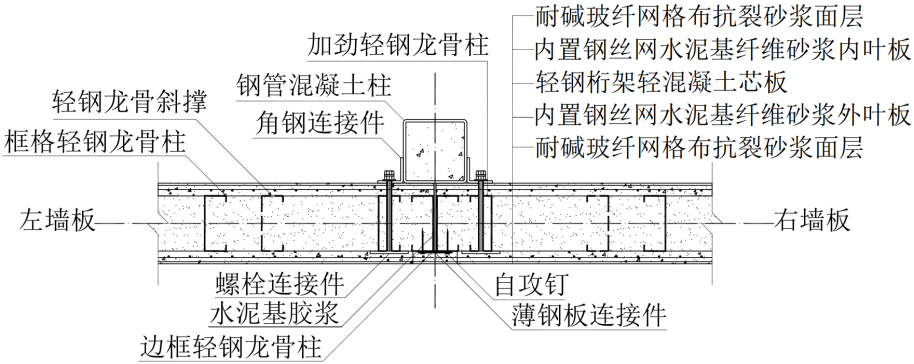 加劲轻钢龙骨柱
钢管混凝土柱
轻钢龙骨斜撑
角钢连接件
框格轻钢龙骨柱
耐碱玻纤网格布抗裂砂浆面层
内置钢丝网水泥基纤维砂浆内叶板
轻钢桁架轻混凝土芯板
内置钢丝网水泥基纤维砂浆外叶板
耐碱玻纤网格布抗裂砂浆面层
左墙板
右墙板
螺栓连接件
水泥基胶浆
边框轻钢龙骨柱
自攻钉
薄钢板连接件